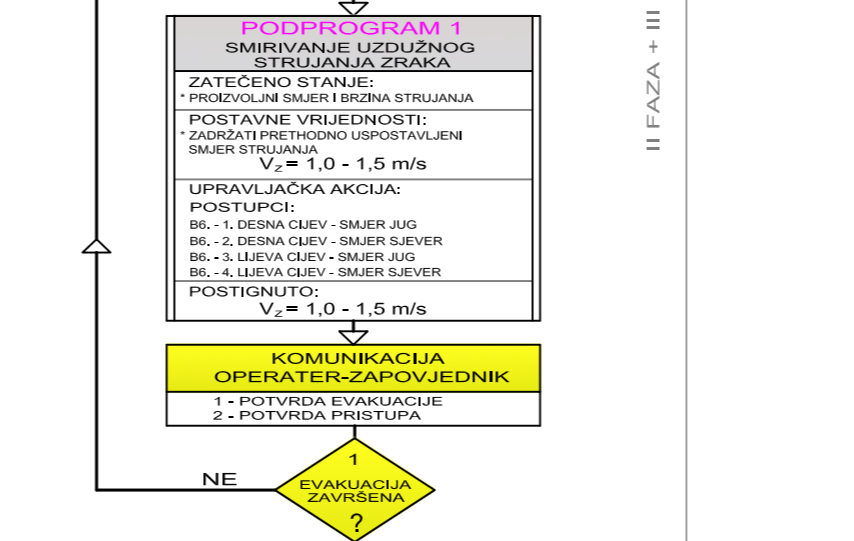 PODPROGRAM 1
SMIRIVANJE UZDUŽNOG
STRUJANJA ZRAKA
ZATEČENO STANJE:
* PROIZVOLJNI SMJER I BRZINA STRUJANJA
POSTAVNE VRIJEDNOSTI:
* ZADRŽATI PRETHODNO USPOSTAVLJENI
SMJER STRUJANJA
Vz = 1,0 - 1,5 m/s
UPRAVLJAČKA AKCIJA:
POSTUPCI:
B6. - 1. DESNA CIJEV - SMJER JUG
B6. - 2. DESNA CIJEV - SMJER SJEVER
B6. - 3. LIJEVA CIJEV - SMJER JUG
B6. - 4. LIJEVA CIJEV - SMJER SJEVER
POSTIGNUTO:
Vz = 1,0 - 1,5 m/s
KOMUNIKACIJA
OPERATER-ZAPOVJEDNIK
1 - POTVRDA EVAKUACIJE
2 - POTVRDA PRISTUPA
1
EVAKUACIJA
ZAVRŠENA
?
NE
II FAZA + III